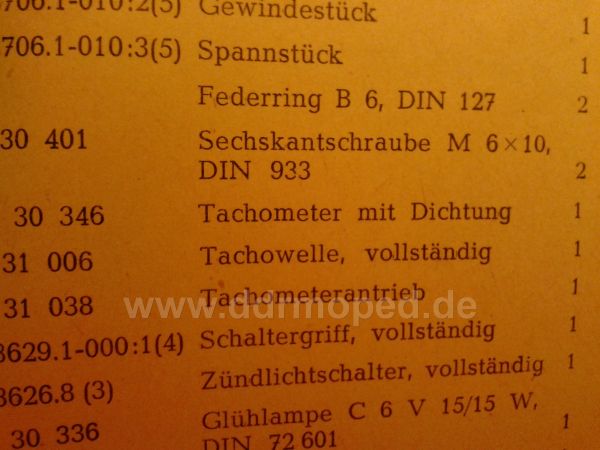 706.1-010:2(5) Gewindestück 1
706.1-010:3(5) Spannstück 1
Federring B 6, DIN 127 2
30 401 Sechskantschraube M 6×10,
DIN 933 2
30 346 Tachometer mit Dichtung 1
31 006 Tachowelle, vollständig 1
31 038 Tachometerantrieb 1
www.ddrmoped.de
8629.1-000:1(4) Schaltergriff, vollständig 1
8626.8 (3) Zündlichtschalter, vollständig 1
30 336 Glühlampe C 6 V 15/15 W,
DIN 72 601 1